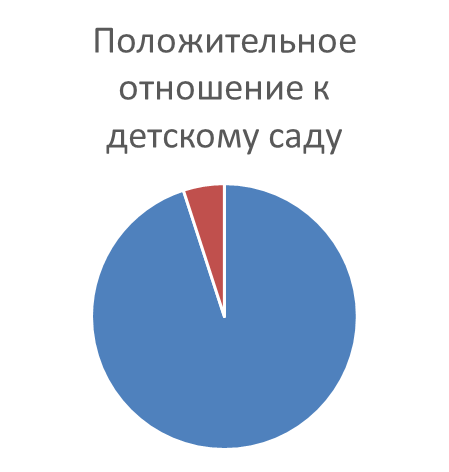 Положительное
отношение к
детскому саду